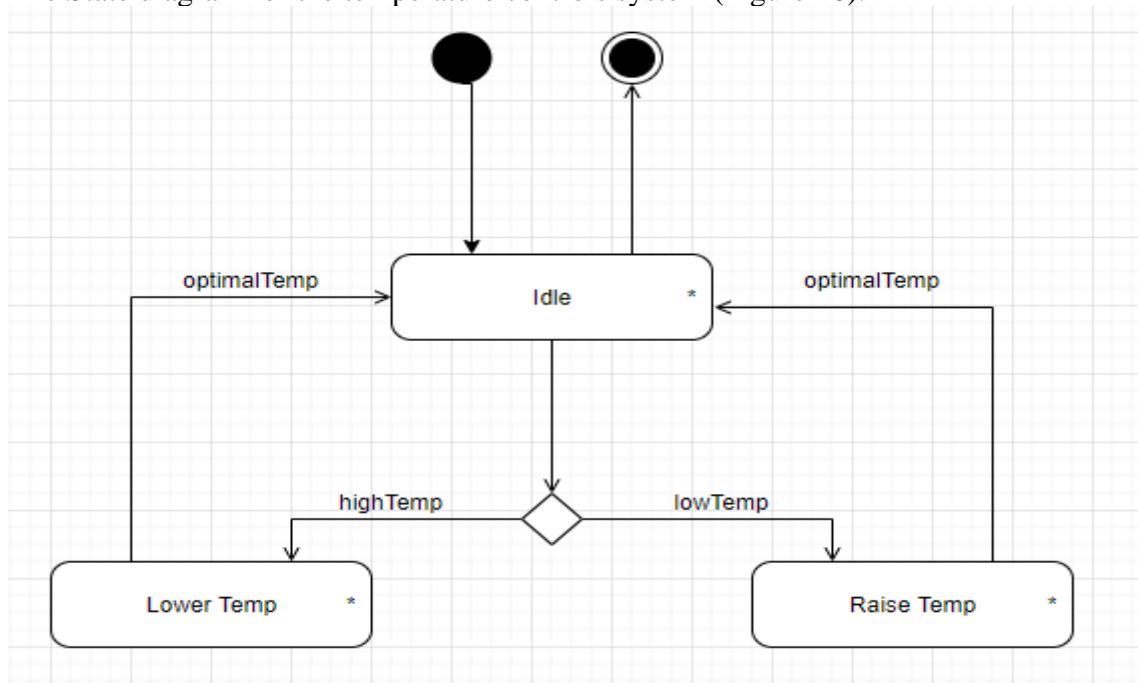 optimalTemp
optimalTemp
Idle *
highTemp
lowTemp
Lower Temp *
Raise Temp *